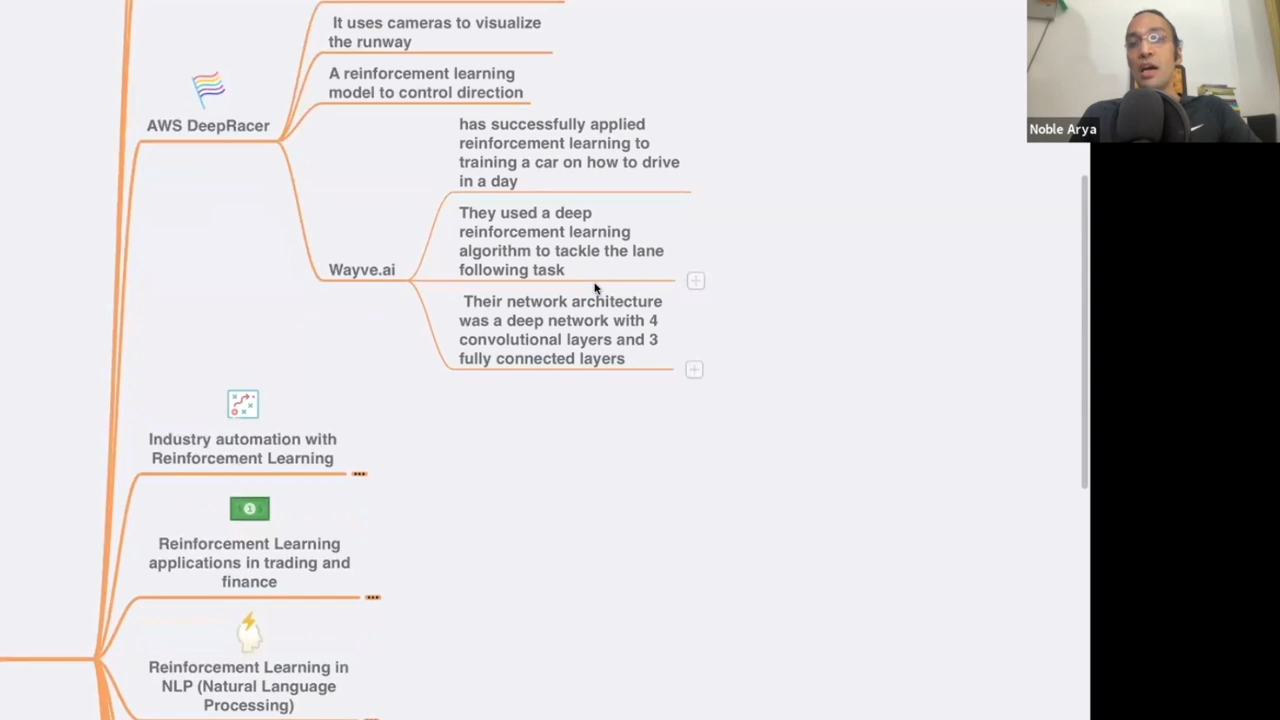 It uses cameras to visualize
the runway
A reinforcement learning
model to control direction
AWS DeepRacer
has successfully applied
reinforcement learning to
training a car on how to drive
in a day
They used a deep
reinforcement learning
algorithm to tackle the lane
following task
Wayve.ai
Their network architecture
was a deep network with 4
convolutional layers and 3
fully connected layers
Industry automation with
Reinforcement Learning
1
Reinforcement Learning
applications in trading and
finance
Reinforcement Learning in
NLP (Natural Language
Processing)
Noble Arya